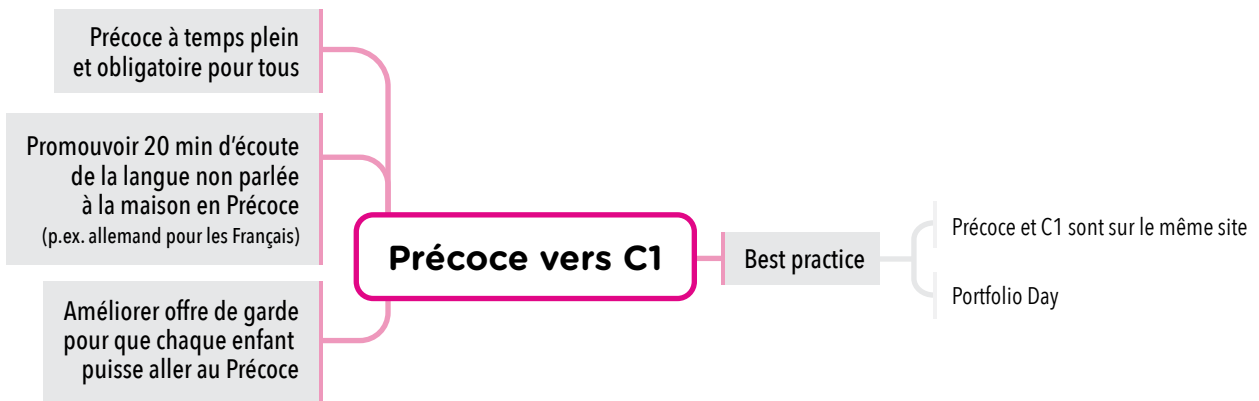 Précoce à temps plein
et obligatoire pour tous
Promouvoir 20 min d’écoute
de la langue non parlée
à la maison en Précoce
(p.ex. allemand pour les Français)
Améliorer offre de garde
pour que chaque enfant
puisse aller au Précoce
Précoce vers C1
Best practice
Précoce et C1 sont sur le même site
Portfolio Day